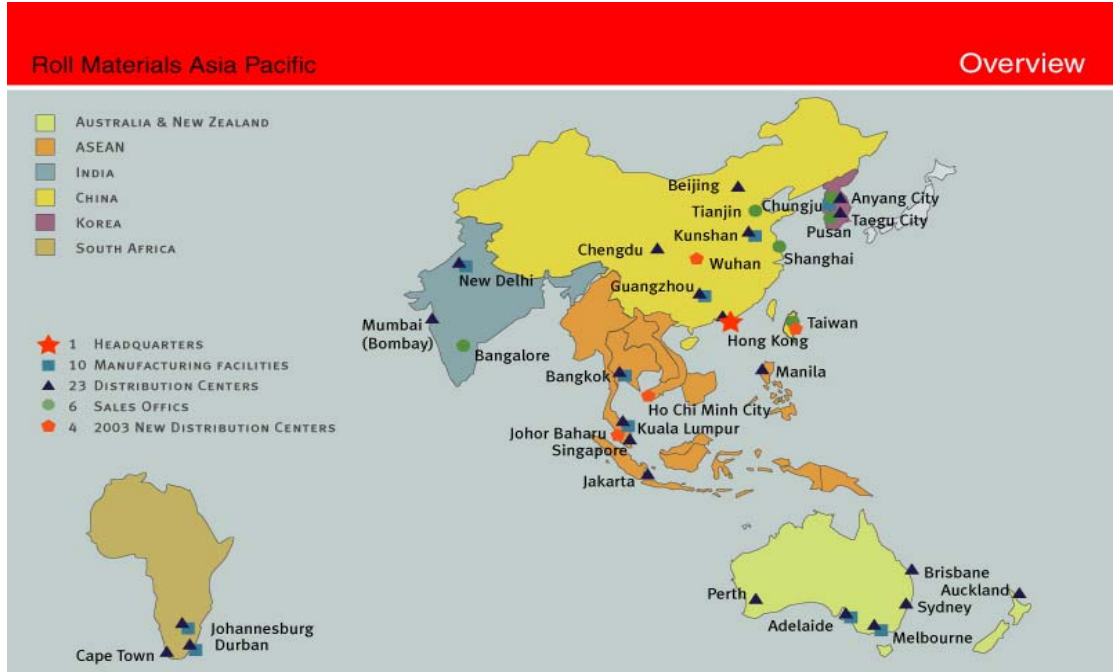 Roll Materials Asia Pacific
Overview
AUSTRALIA & NEW ZEALAND
ASEAN
INDIA
CHINA
KOREA
SOUTH AFRICA
1 HEADQUARTERS
10 MANUFACTURING FACILITIES
23 DISTRIBUTION CENTERS
6 SALES OFFICS
4 2003 NEW DISTRIBUTION CENTERS
Beijing
Tianjin
Chungju
Anyang City
Taegu City
Pusan
Kunshan
Chengdu
Wuhan
Shanghai
New Delhi
Guangzhou
Mumbai
(Bombay)
Bangalore
Hong Kong
Taiwan
Bangkok
Manila
Ho Chi Minh City
Johor Baharu
Kuala Lumpur
Singapore
Jakarta
Brisbane
Auckland
Perth
Sydney
Adelaide
Melbourne
Johannesburg
Durban
Cape Town